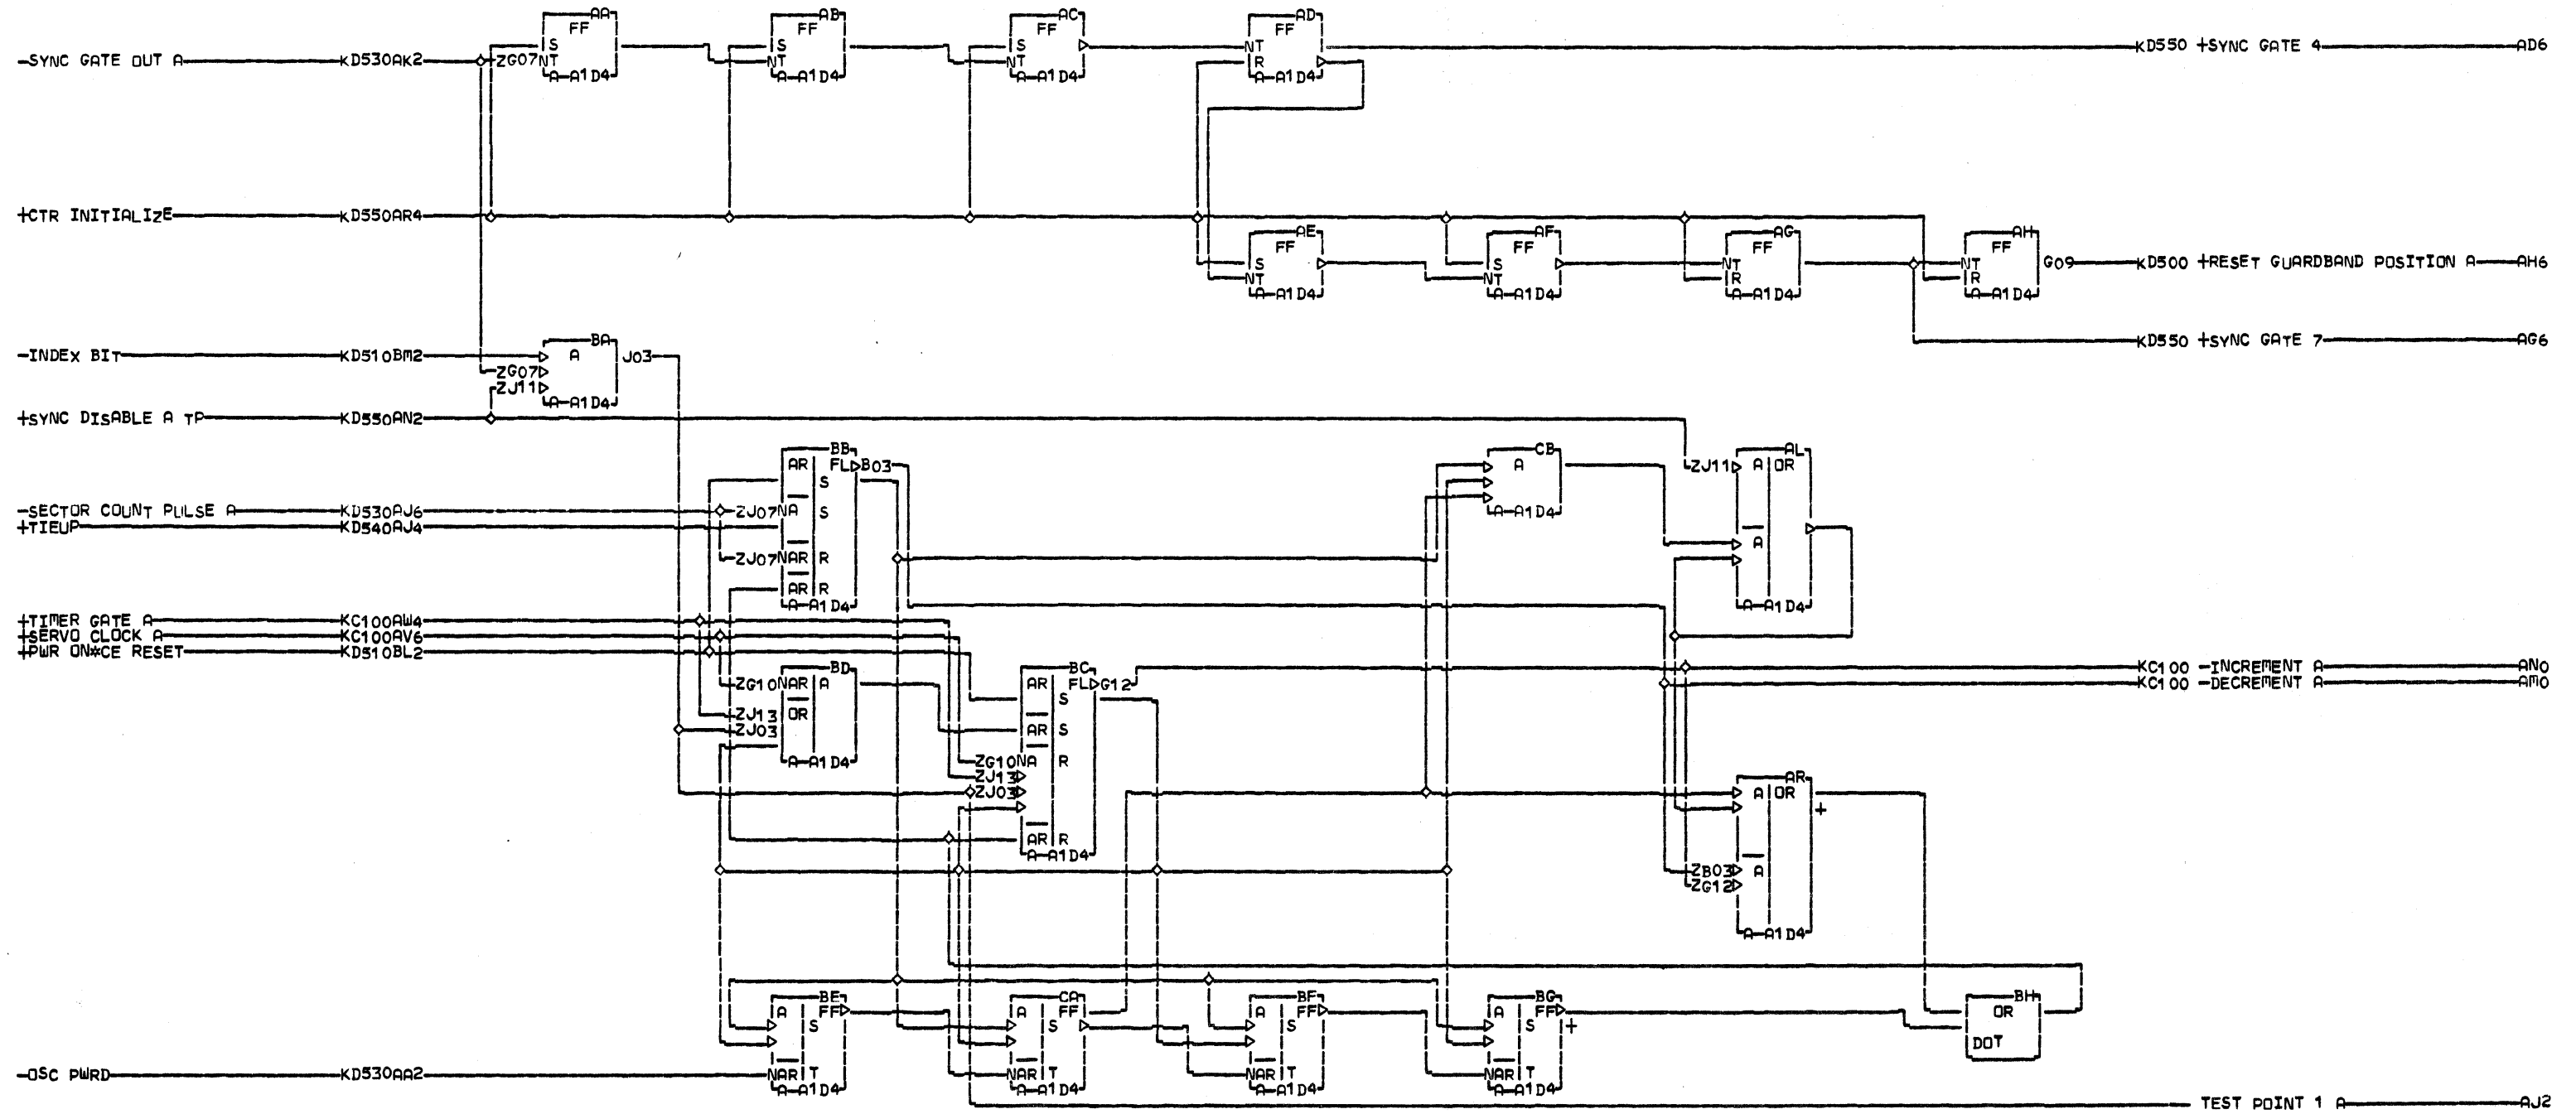 AA AB AC AD
FF FF FF FF
S S S NT +SYNC GATE 4 AD6
KD550
-SYNC GATE OUT A KD530AK2 ZG07 NT NT NT R
A-A1D4 A-A1D4 A-A1D4 A-A1D4
+CTR INITIALIZE KD550AR4
AE AF AG AH
FF FF FF FF
S S NT NT G09 KD500 +RESET GUARDBAND POSITION A AH6
NT NT R R
A-A1D4 A-A1D4 A-A1D4 A-A1D4
BA KD550 +SYNC GATE 7 AG6
-INDEX BIT KD510BM2 A J03
ZG07
ZJ11
A-A1D4
+SYNC DISABLE A TP KD550AN2
BB CB AL
AR FL B03 A ZJ11 A OR
S
-SECTOR COUNT PULSE A KD530AJ6 ZJ07 NA S A-A1D4
+TIEUP KD540AJ4
A
ZJ07 NAR R
AR R
A-A1D4 A-A1D4
+TIMER GATE A KC100AW4
+SERVO CLOCK A KC100AV6
+PWR ON*CE RESET KD510BL2
BD BC KC100 -INCREMENT A AN0
ZG10 NAR A AR FL G12 KC100 -DECREMENT A AM0
S
ZJ13 OR
ZJ03 AR S
A-A1D4 ZG10 NA R
ZJ13 AR
ZJ03 A OR
+
AR R
A-A1D4
ZB03 A
ZG12
A-A1D4
BE CA BF BG BH
A FF A FF A FF A FF OR
S S S S +
DOT
-OSC PWRD KD530AA2 NAR T NAR T NAR T NAR T
A-A1D4 A-A1D4 A-A1D4 A-A1D4
TEST POINT 1 A AJ2